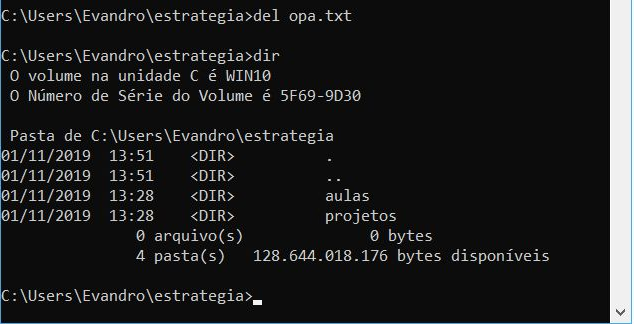 C:\Users\Evandro\estrategia>del opa.txt
C:\Users\Evandro\estrategia>dir
O volume na unidade C é WIN10
O Número de Série do Volume é 5F69-9D30
Pasta de C:\Users\Evandro\estrategia
01/11/2019  13:51    <DIR>          .
01/11/2019  13:51    <DIR>          ..
01/11/2019  13:28    <DIR>          aulas
01/11/2019  13:28    <DIR>          projetos
0 arquivo(s)              0 bytes
4 pasta(s)   128.644.018.176 bytes disponíveis
C:\Users\Evandro\estrategia>